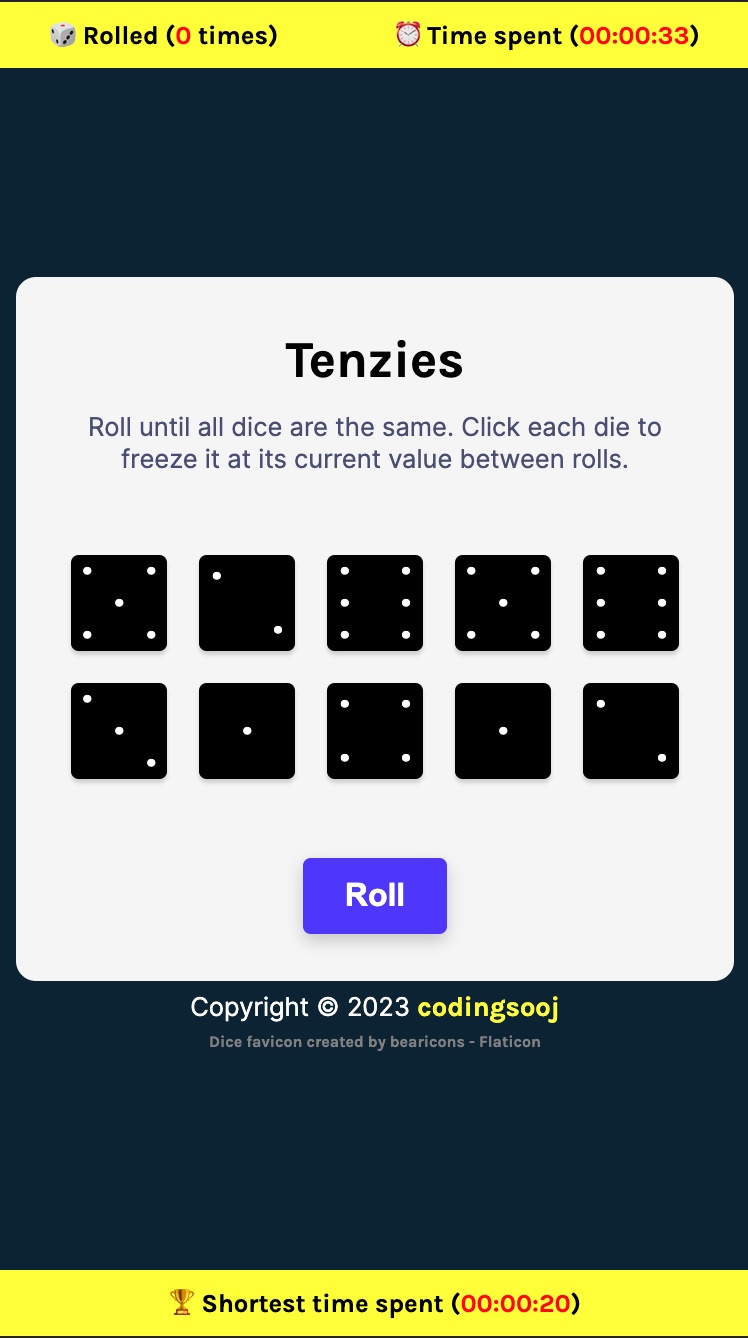 Rolled (0 times) Time spent (00:00:33)
Tenzies
Roll until all dice are the same. Click each die to
freeze it at its current value between rolls.
Roll
Copyright © 2023 codingsooj
Dice favicon created by bearicons - Flaticon
Shortest time spent (00:00:20)